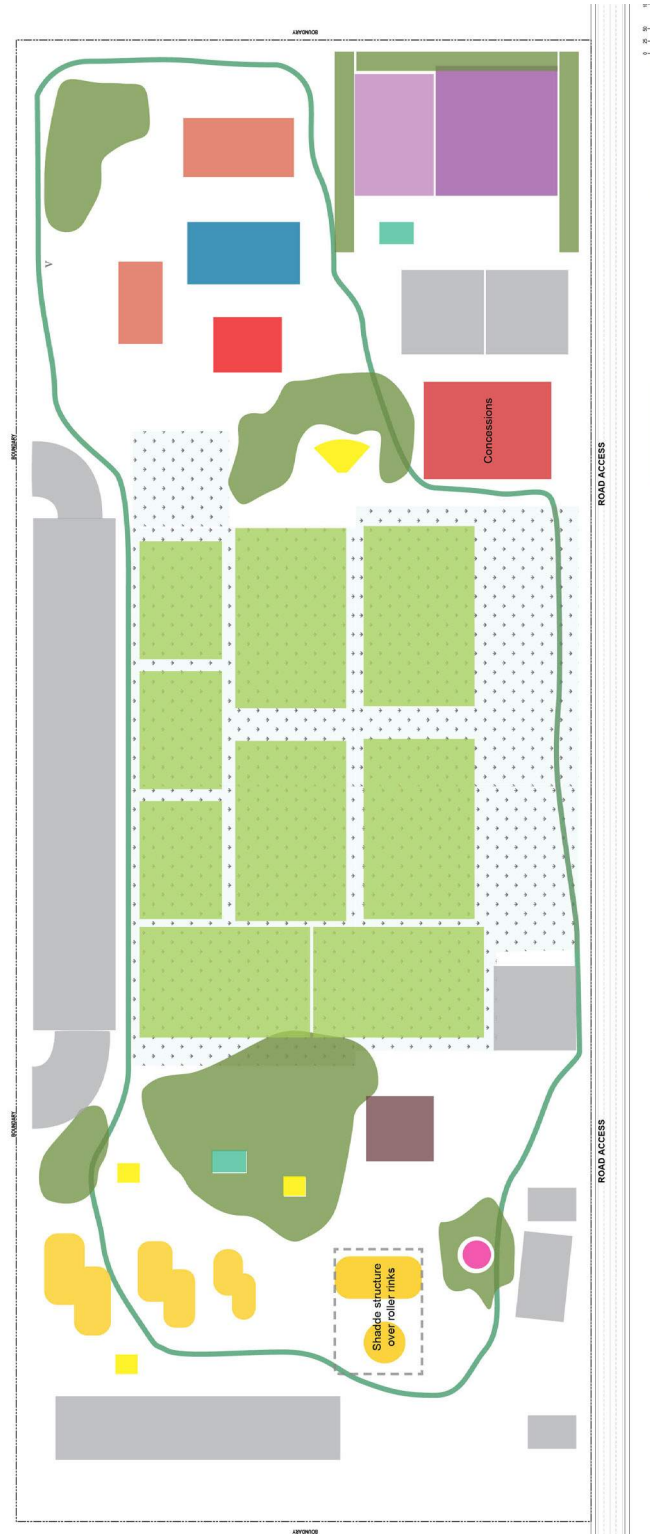 BOUNDARY
BOUNDARY
Concessions
ROAD ACCESS
BOUNDARY
ROAD ACCESS
Shadde structure
over roller rinks
BOUNDARY